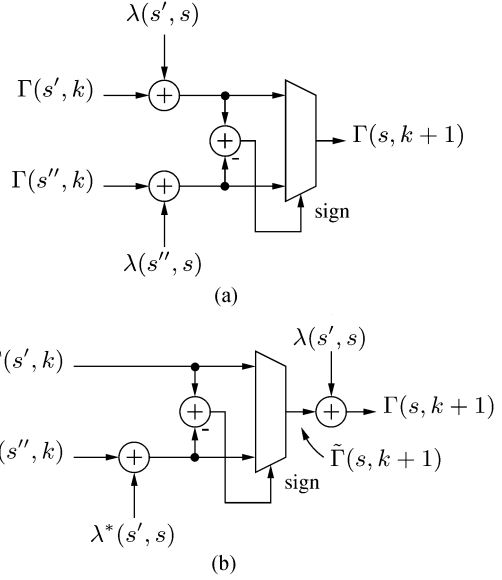 λ(s′, s)
Γ(s′, k)
Γ(s, k + 1)
-
Γ(s″, k)
sign
λ(s″, s)
(a)
λ(s′, s)
(s′, k)
Γ(s, k + 1)
-
(s″, k)
Γ̃(s, k + 1)
sign
λ*(s′, s)
(b)